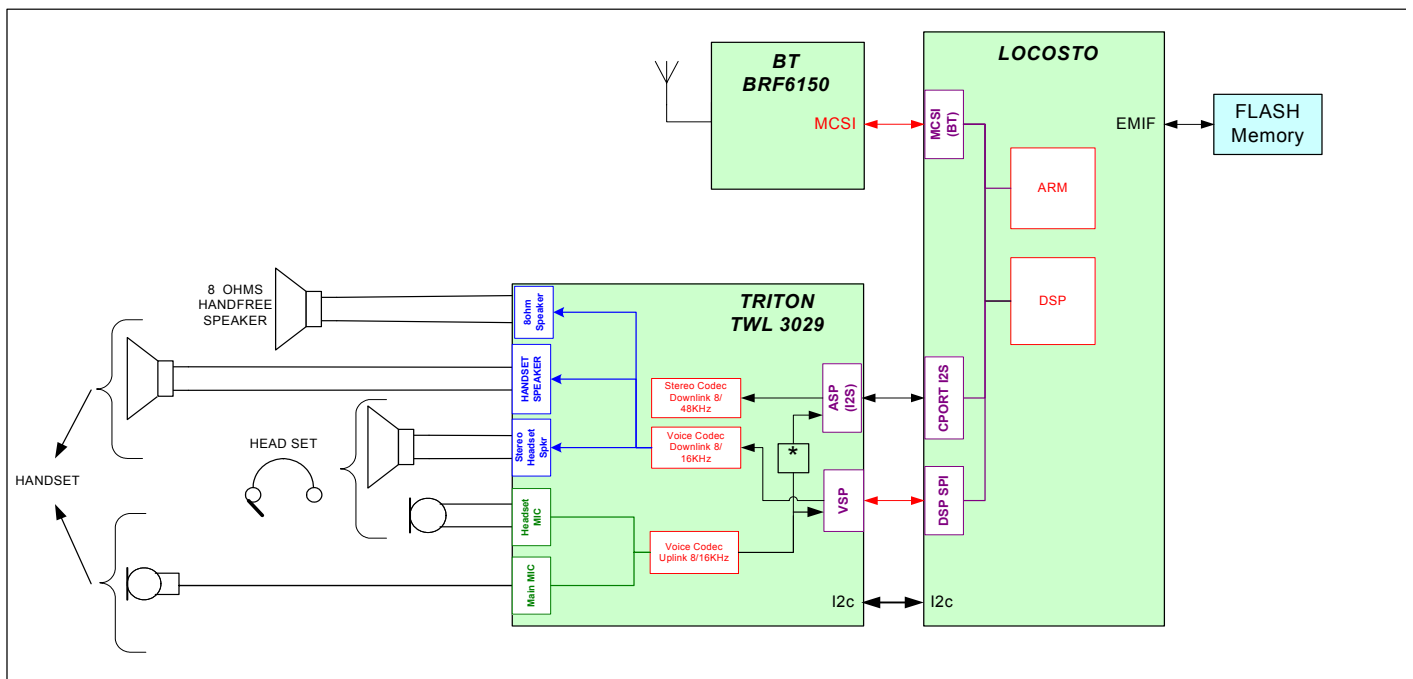 BT
BRF6150
MCSI
LOCOSTO
MCSI
(BT)
EMIF
FLASH
Memory
ARM
DSP
CPORT I2S
DSP SPI
I2c
TRITON
TWL 3029
8ohm
Speaker
HANDSET
SPEAKER
Stereo
Headset
Spkr
Headset
MIC
Main MIC
Stereo Codec
Downlink 8/
48KHz
Voice Codec
Downlink 8/
16KHz
Voice Codec
Uplink 8/16KHz
*
ASP
(I2S)
VSP
I2c
8 OHMS
HANDFREE
SPEAKER
HEAD SET
HANDSET